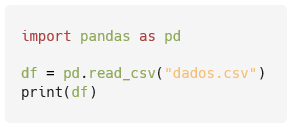 import pandas as pd
df = pd.read_csv("dados.csv")
print(df)